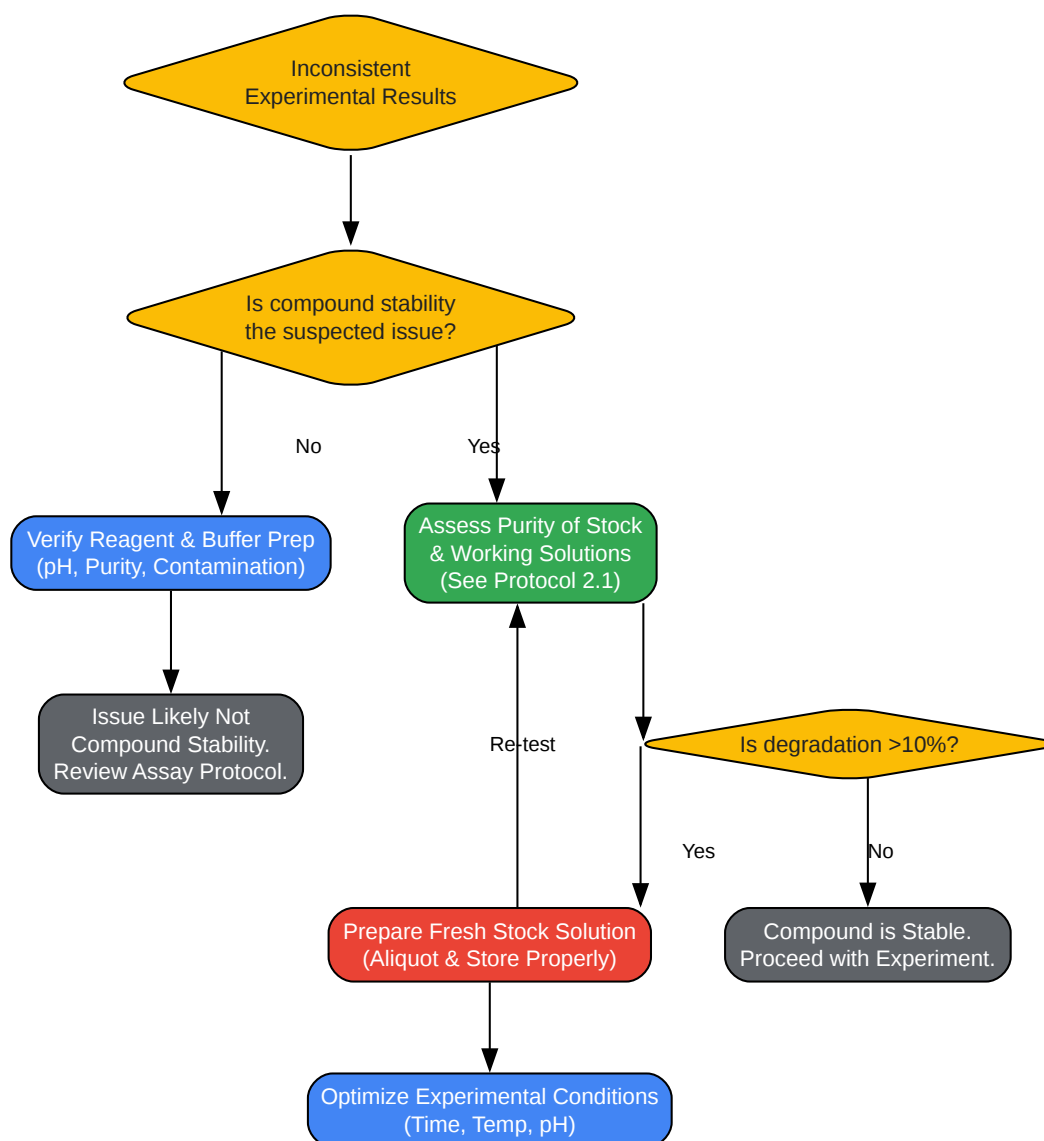 Inconsistent
Experimental Results
Is compound stability
the suspected issue?
No
Yes
Verify Reagent & Buffer Prep
(pH, Purity, Contamination)
Assess Purity of Stock
& Working Solutions
(See Protocol 2.1)
Issue Likely Not
Compound Stability.
Review Assay Protocol.
Re-test
Is degradation >10%?
Yes
No
Prepare Fresh Stock Solution
(Aliquot & Store Properly)
Compound is Stable.
Proceed with Experiment.
Optimize Experimental Conditions
(Time, Temp, pH)